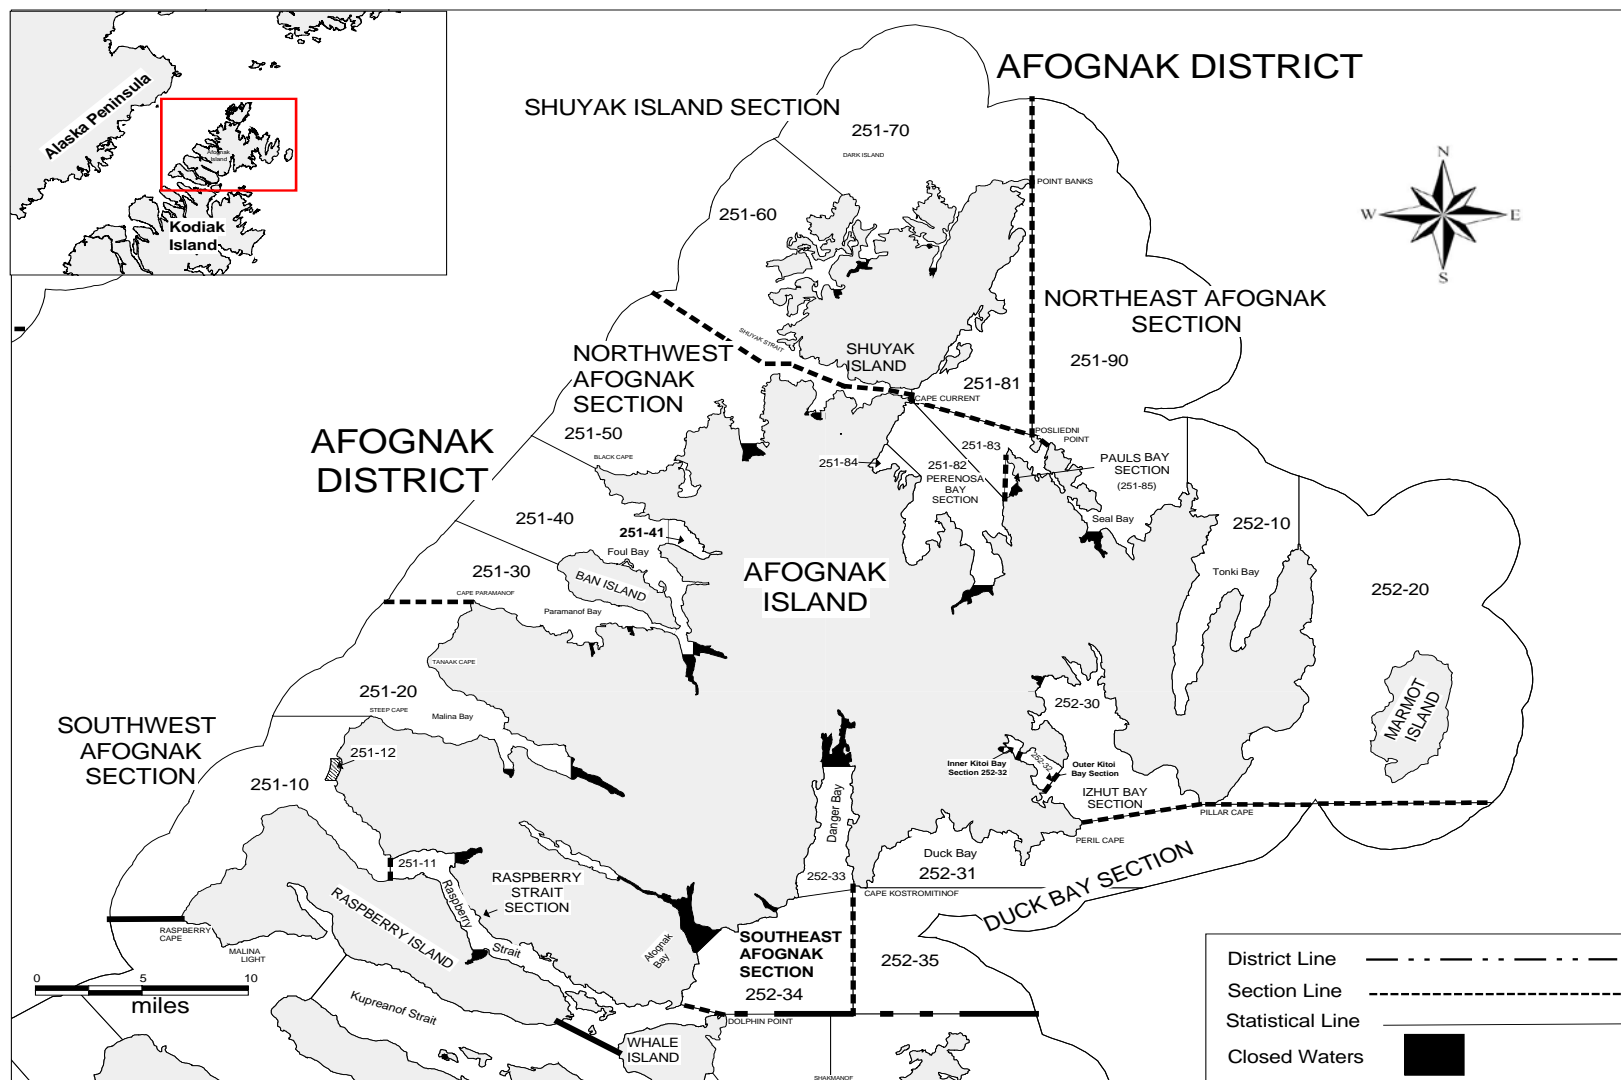 AFOGNAK DISTRICT
SHUYAK ISLAND SECTION
251-70
DARK ISLAND
Alaska Peninsula
Afognak
Island
Kodiak
Island
POINT BANKS
N
W
E
S
251-60
NORTHEAST AFOGNAK
SECTION
SHUYAK STRAIT
SHUYAK
ISLAND
NORTHWEST
AFOGNAK
SECTION
251-90
251-81
CAPE CURRENT
251-50
POSLIEDNI
POINT
AFOGNAK
DISTRICT
BLACK CAPE
251-84
251-83
251-82
PERENOSA
BAY
SECTION
PAULS BAY
SECTION
(251-85)
251-40
251-41
Seal Bay
252-10
Foul Bay
251-30
BAN ISLAND
AFOGNAK
ISLAND
Tonki Bay
252-20
CAPE PARAMANOF
Paramanof Bay
TANAAK CAPE
251-20
STEEP CAPE
Malina Bay
252-30
MARMOT
ISLAND
SOUTHWEST
AFOGNAK
SECTION
251-12
251-10
Inner Kitoi Bay
Section 252-32
252-32
Outer Kitoi
Bay Section
IZHUT BAY
SECTION
PILLAR CAPE
Danger Bay
PERIL CAPE
251-11
Duck Bay
252-31
RASPBERRY
STRAIT
SECTION
252-33
CAPE KOSTROMITINOF
DUCK BAY SECTION
Raspberry
Strait
RASPBERRY ISLAND
RASPBERRY
CAPE
MALINA
LIGHT
Afognak
Bay
SOUTHEAST
AFOGNAK
SECTION
252-34
252-35
0
5
10
miles
Kupreanof Strait
DOLPHIN POINT
WHALE
ISLAND
SHAKMANOF
District Line
Section Line
Statistical Line
Closed Waters